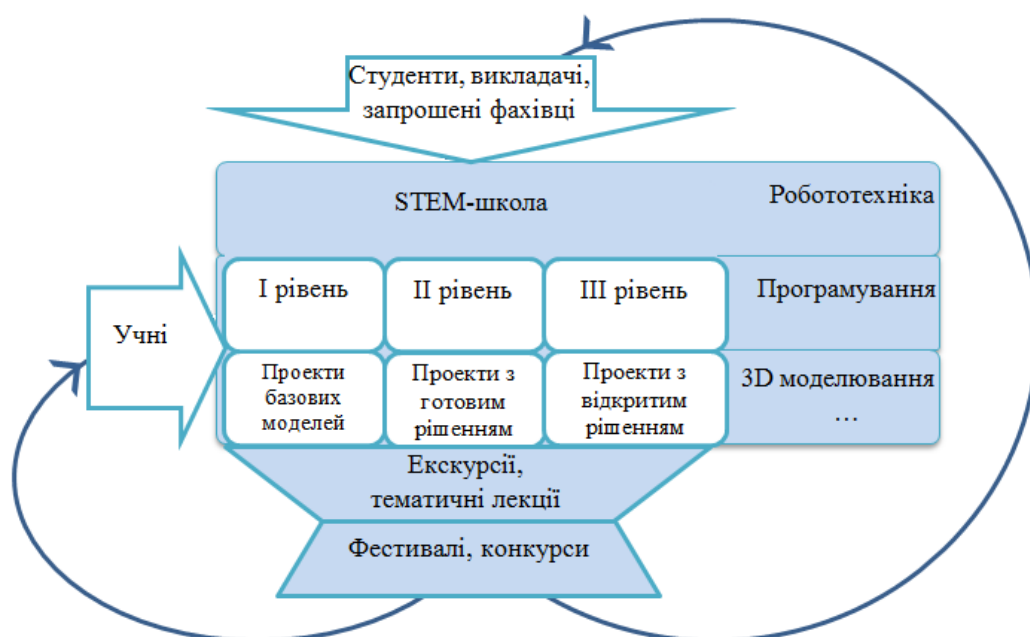 Студенти, викладачі,
запрошені фахівці
STEM-школа
Робототехніка
Учні
І рівень
ІІ рівень
ІІІ рівень
Програмування
Проекти
базових
моделей
Проекти з
готовим
рішенням
Проекти з
відкритим
рішенням
3D моделювання
…
Екскурсії,
тематичні лекції
Фестивалі, конкурси